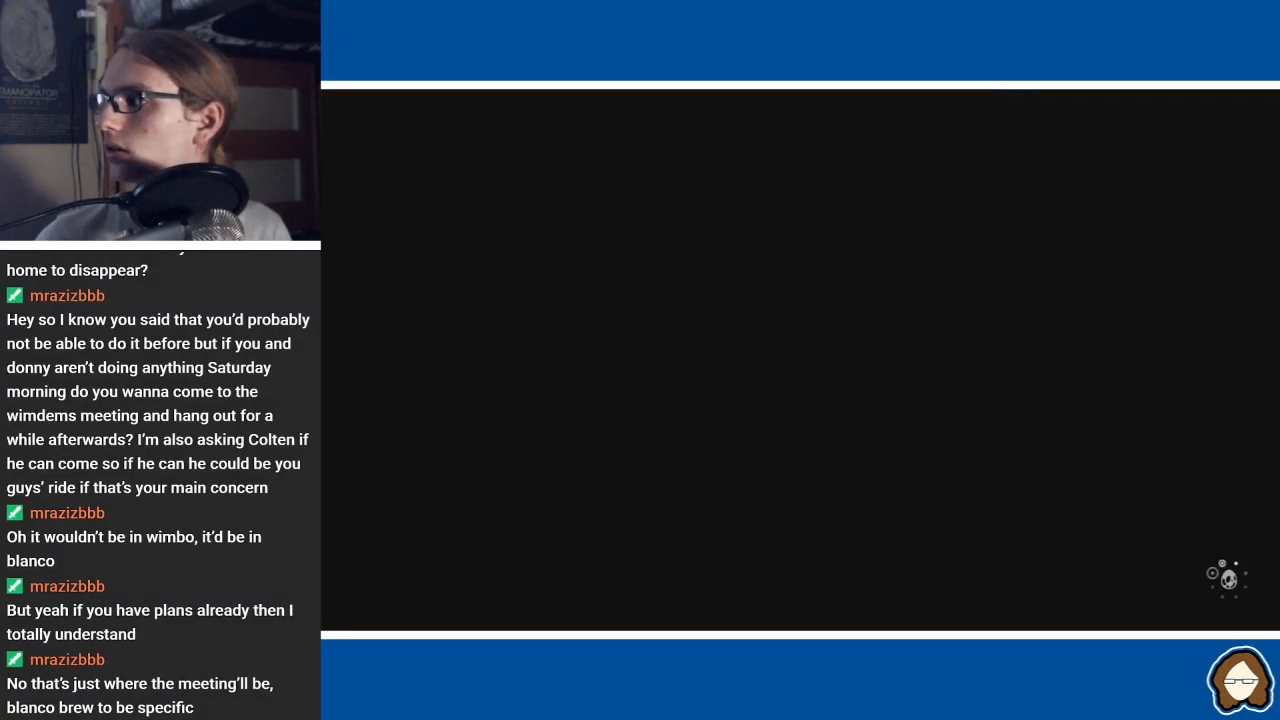 EMANCIPATOR
home to disappear?
mrazizbbb
Hey so I know you said that you’d probably
not be able to do it before but if you and
donny aren’t doing anything Saturday
morning do you wanna come to the
wimdems meeting and hang out for a
while afterwards? I’m also asking Colten if
he can come so if he can he could be you
guys’ ride if that’s your main concern
mrazizbbb
Oh it wouldn’t be in wimbo, it’d be in
blanco
mrazizbbb
But yeah if you have plans already then I
totally understand
mrazizbbb
No that’s just where the meeting’ll be,
blanco brew to be specific